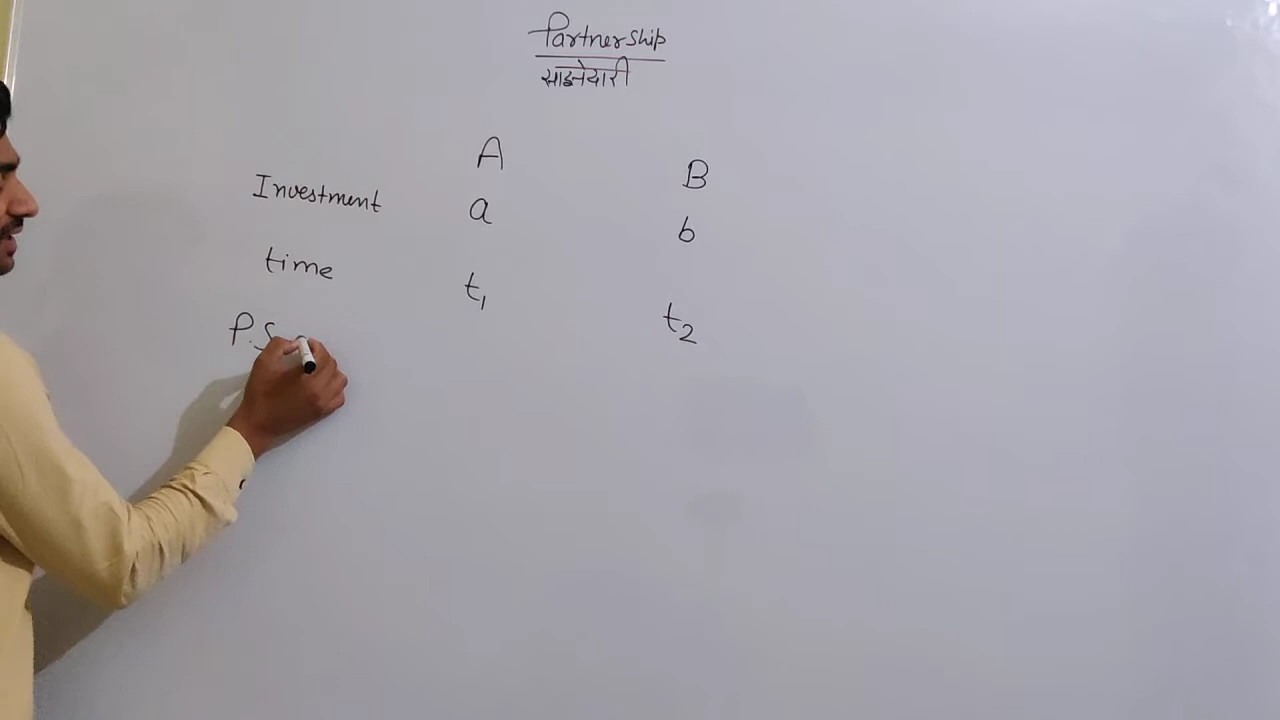 Partnership
साझेदारी
A B
Investment a b
time t₁ t₂
P.S